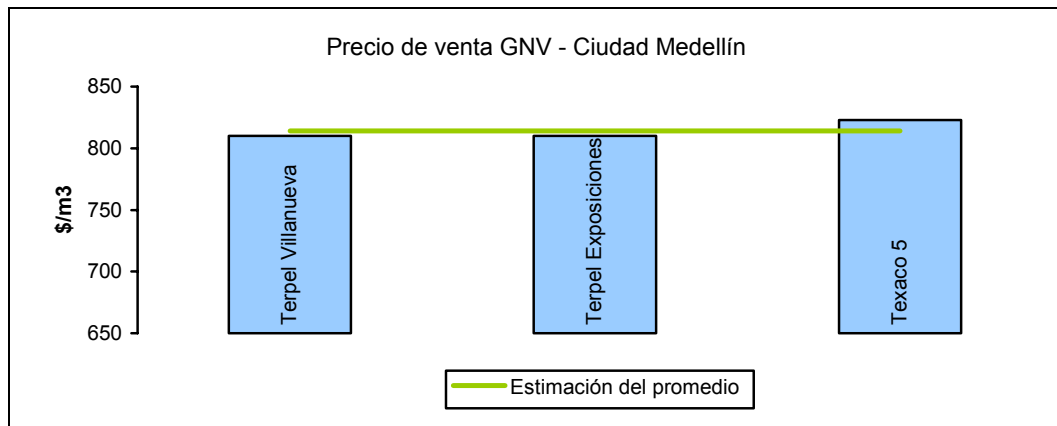 Precio de venta GNV - Ciudad Medellín
850
800
750
700
650
$/m3
Terpel Villanueva
Terpel Exposiciones
Texaco 5
Estimación del promedio